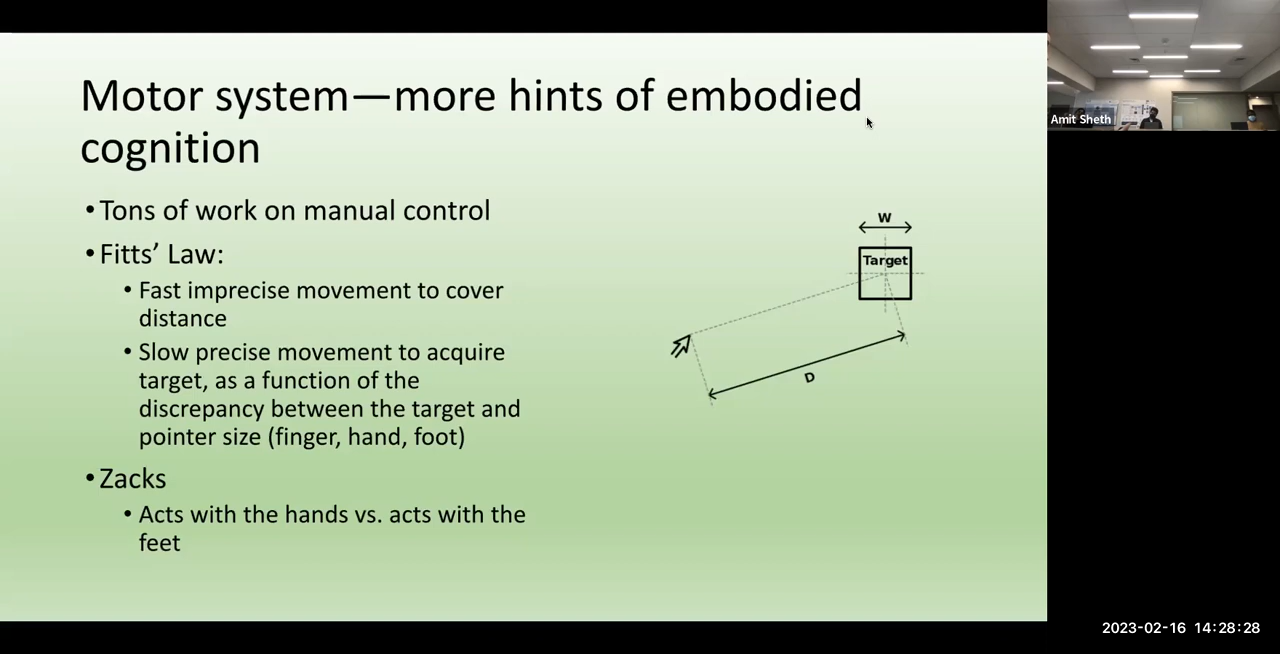 Motor system—more hints of embodied
cognition
•Tons of work on manual control
•Fitts’ Law:
•Fast imprecise movement to cover
distance
•Slow precise movement to acquire
target, as a function of the
discrepancy between the target and
pointer size (finger, hand, foot)
•Zacks
•Acts with the hands vs. acts with the
feet
W
Target
D
Amit Sheth
2023-02-16 14:28:28